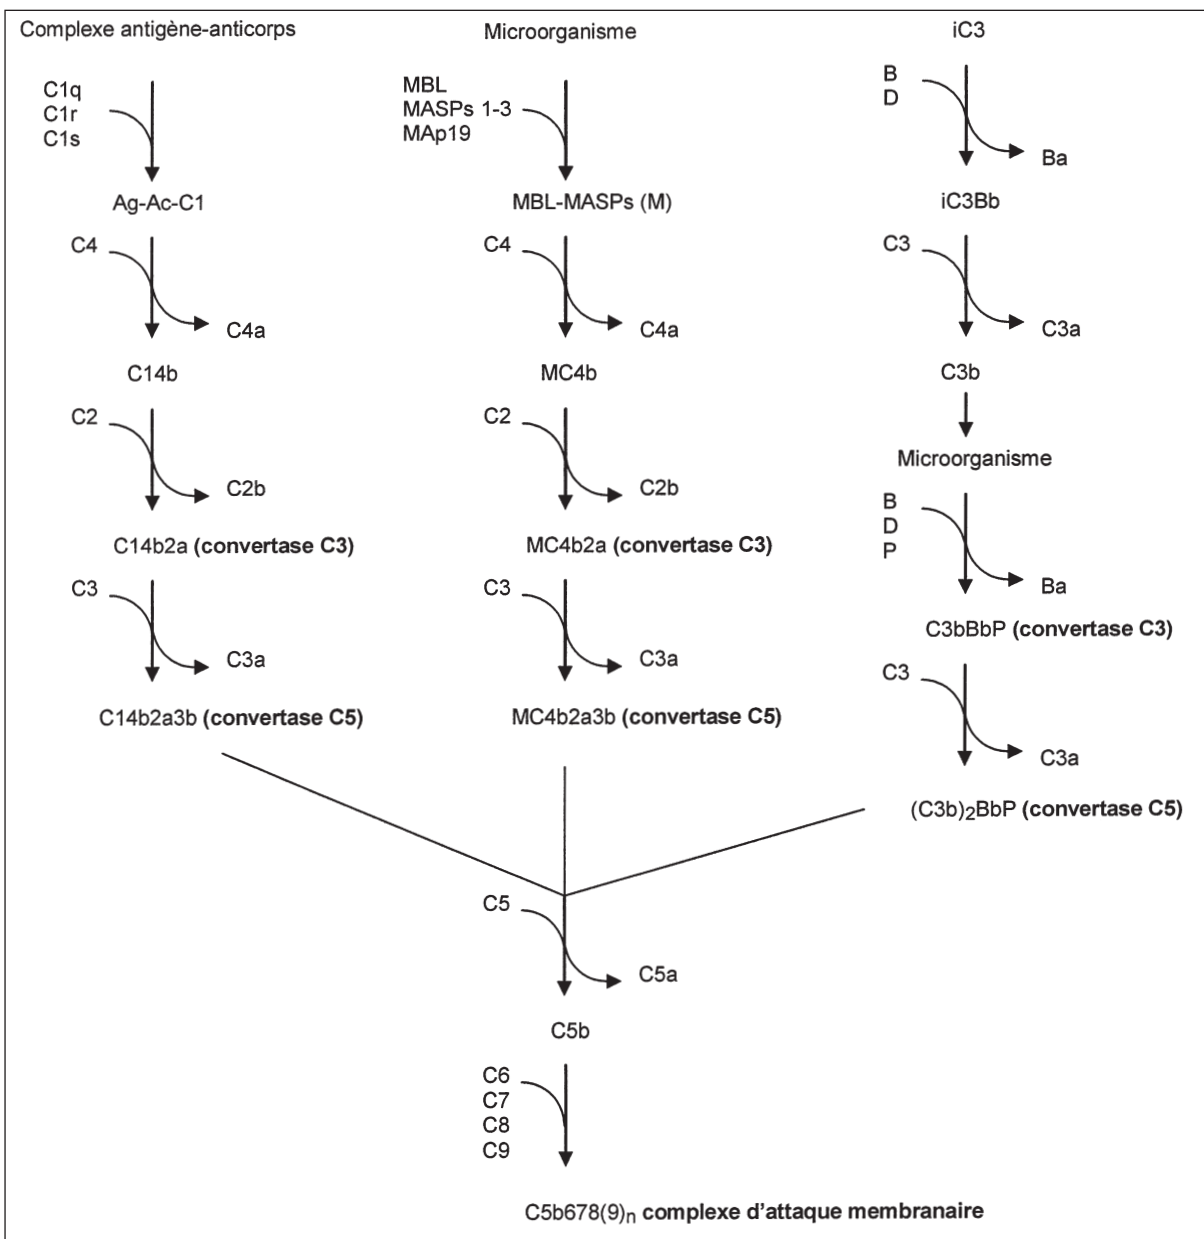 Complexe antigène-anticorps
C1q
C1r
C1s
Ag-Ac-C1
C4
C4a
C14b
C2
C2b
C14b2a (convertase C3)
C3
C3a
C14b2a3b (convertase C5)
Microorganisme
MBL
MASPs 1-3
MAp19
MBL-MASPs (M)
C4
C4a
MC4b
C2
C2b
MC4b2a (convertase C3)
C3
C3a
MC4b2a3b (convertase C5)
iC3
B
D
Ba
iC3Bb
C3
C3a
C3b
Microorganisme
B
D
P
Ba
C3bBbP (convertase C3)
C3
C3a
(C3b)2BbP (convertase C5)
C5
C5a
C5b
C6
C7
C8
C9
C5b678(9)n complexe d'attaque membranaire